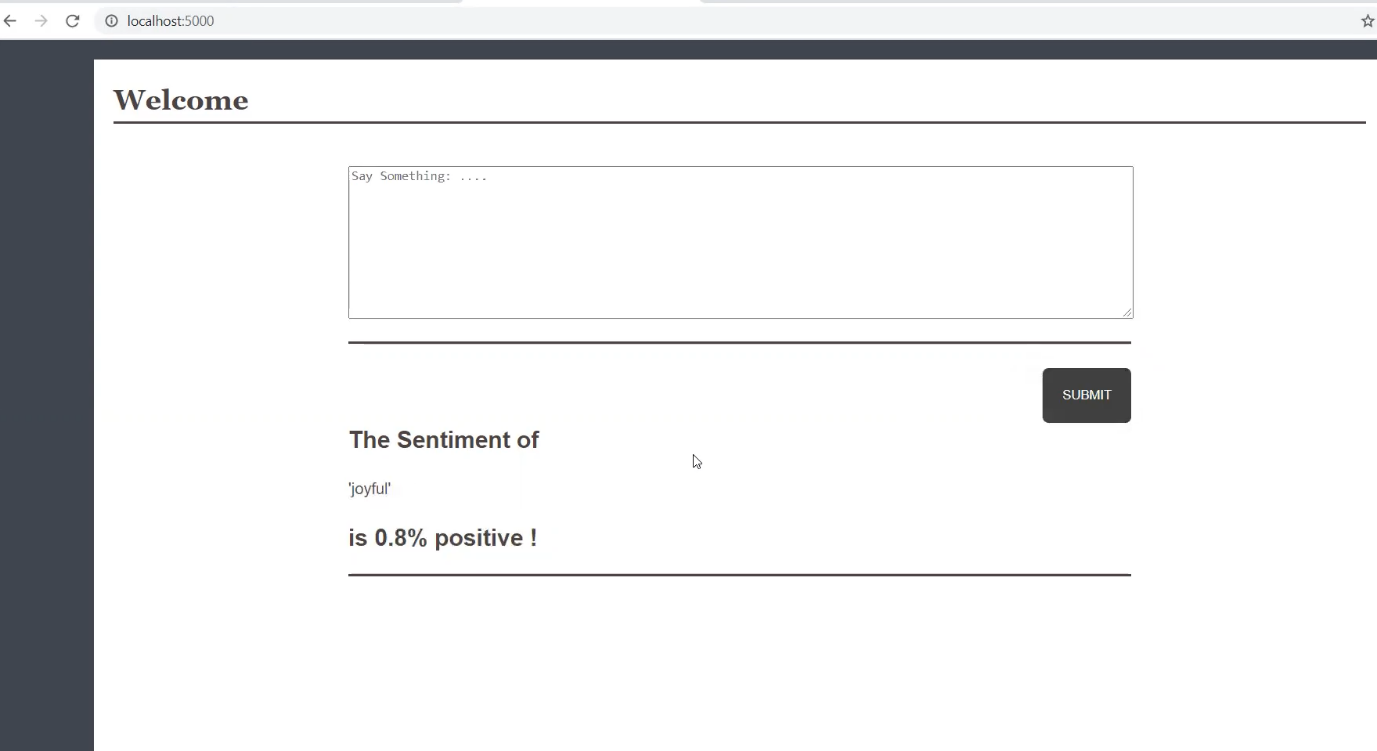 localhost:5000
Welcome
Say Something: ....
SUBMIT
The Sentiment of
'joyful'
is 0.8% positive !